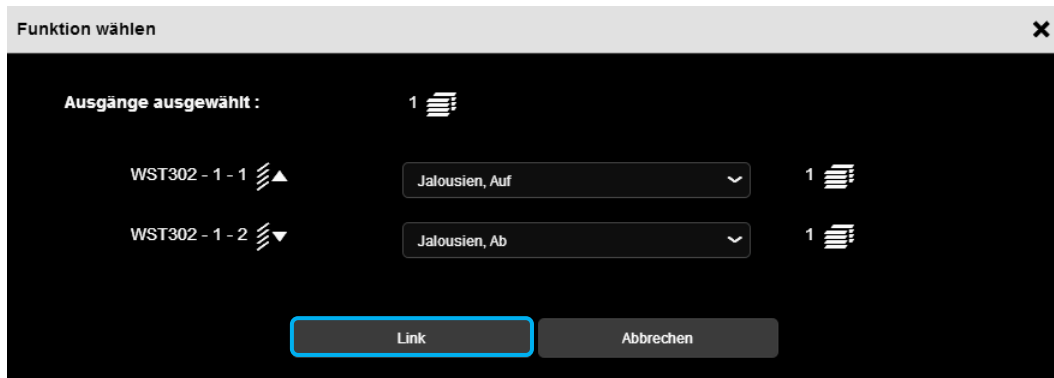 Funktion wählen
Ausgänge ausgewählt : 1
WST302 - 1 - 1 Jalousien, Auf 1
WST302 - 1 - 2 Jalousien, Ab 1
Link Abbrechen